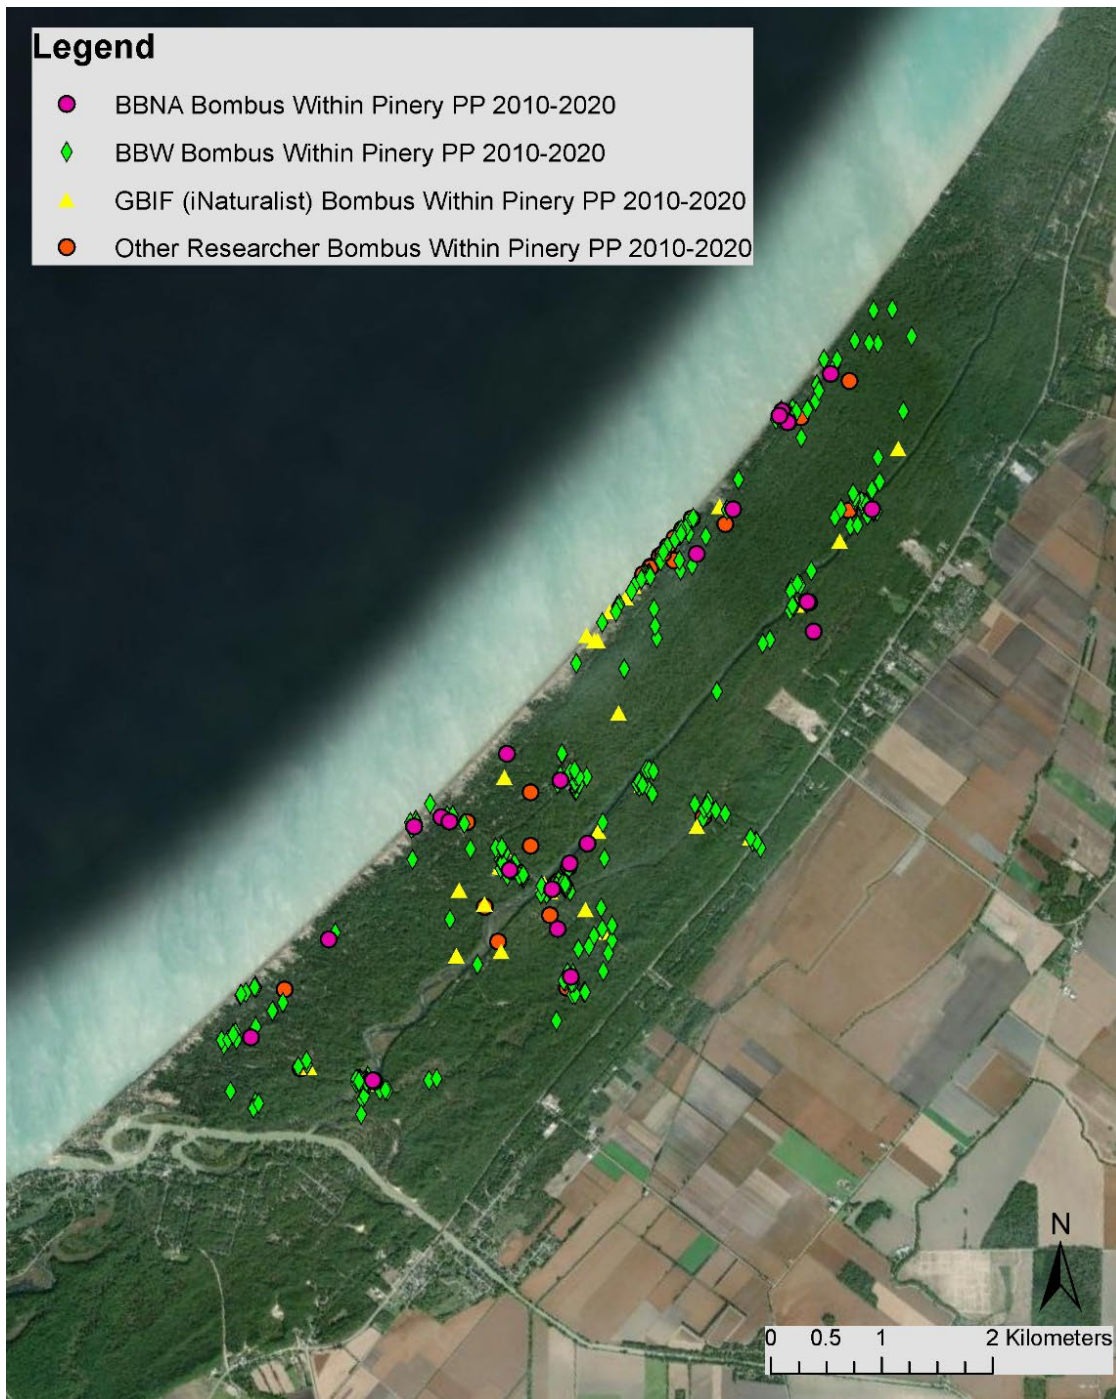 Legend
BBNA Bombus Within Pinery PP 2010-2020
BBW Bombus Within Pinery PP 2010-2020
GBIF (iNaturalist) Bombus Within Pinery PP 2010-2020
Other Researcher Bombus Within Pinery PP 2010-2020
N
0 0.5 1 2 Kilometers